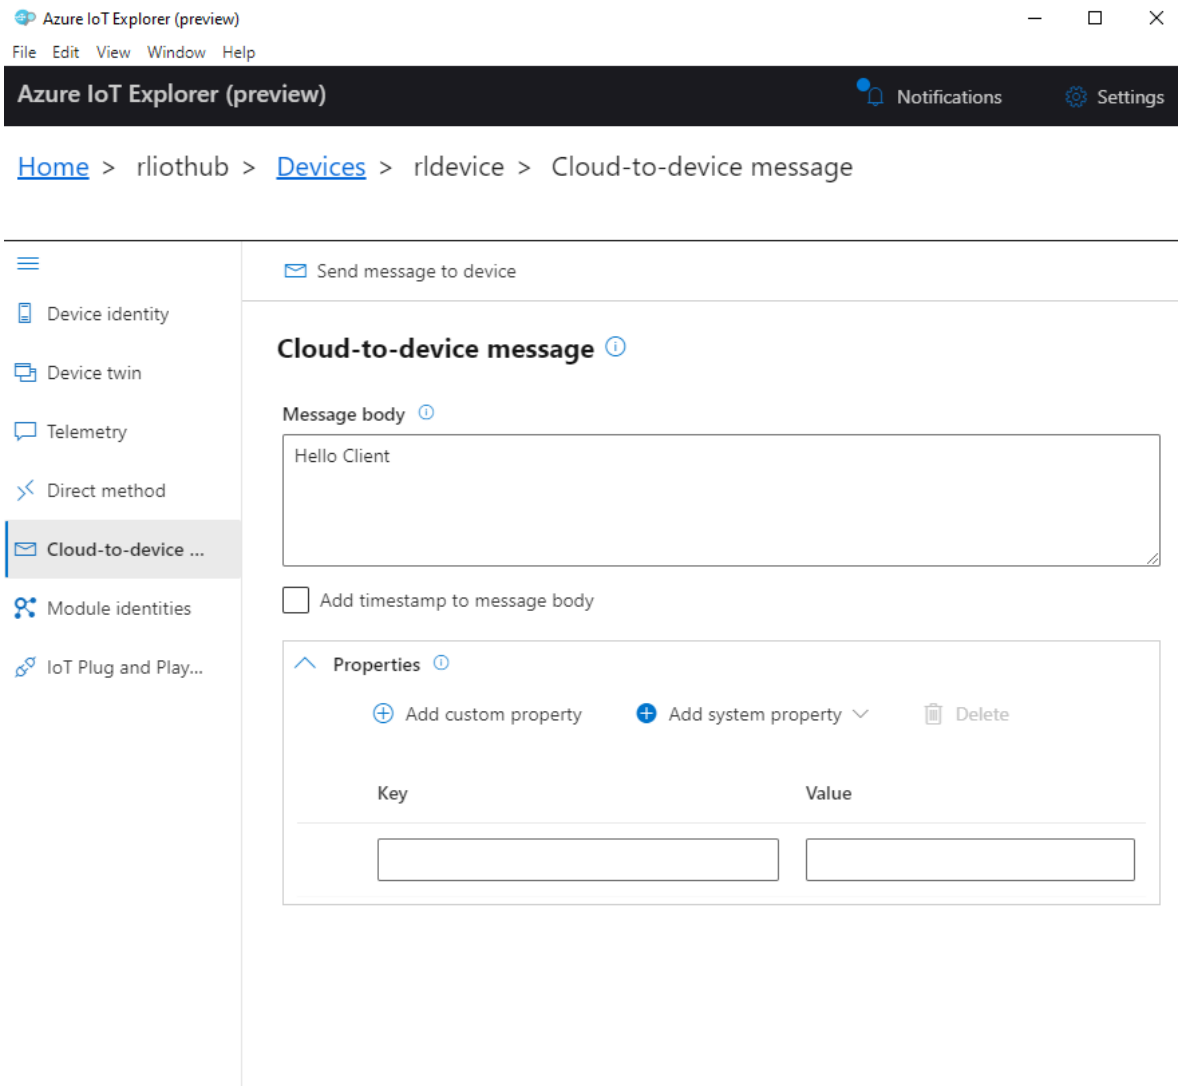 Azure IoT Explorer (preview)
File Edit View Window Help
Azure IoT Explorer (preview)
Notifications
Settings
Home > rliothub > Devices > rldevice > Cloud-to-device message
Device identity
Device twin
Telemetry
Direct method
Cloud-to-device ...
Module identities
IoT Plug and Play...
Send message to device
Cloud-to-device message
Message body
Hello Client
Add timestamp to message body
Properties
Add custom property
Add system property
Delete
Key
Value